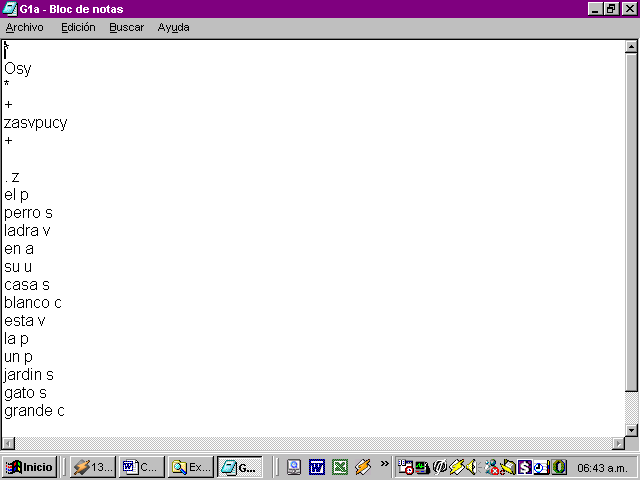 G1a - Bloc de notas
Archivo Edición Buscar Ayuda
*
Osy
*
+
zasvpucy
+
. z
el p
perro s
ladra v
en a
su u
casa s
blanco c
esta v
la p
un p
jardin s
gato s
grande c
Inicio 13... C... Ex... G... » 06:43 a.m.